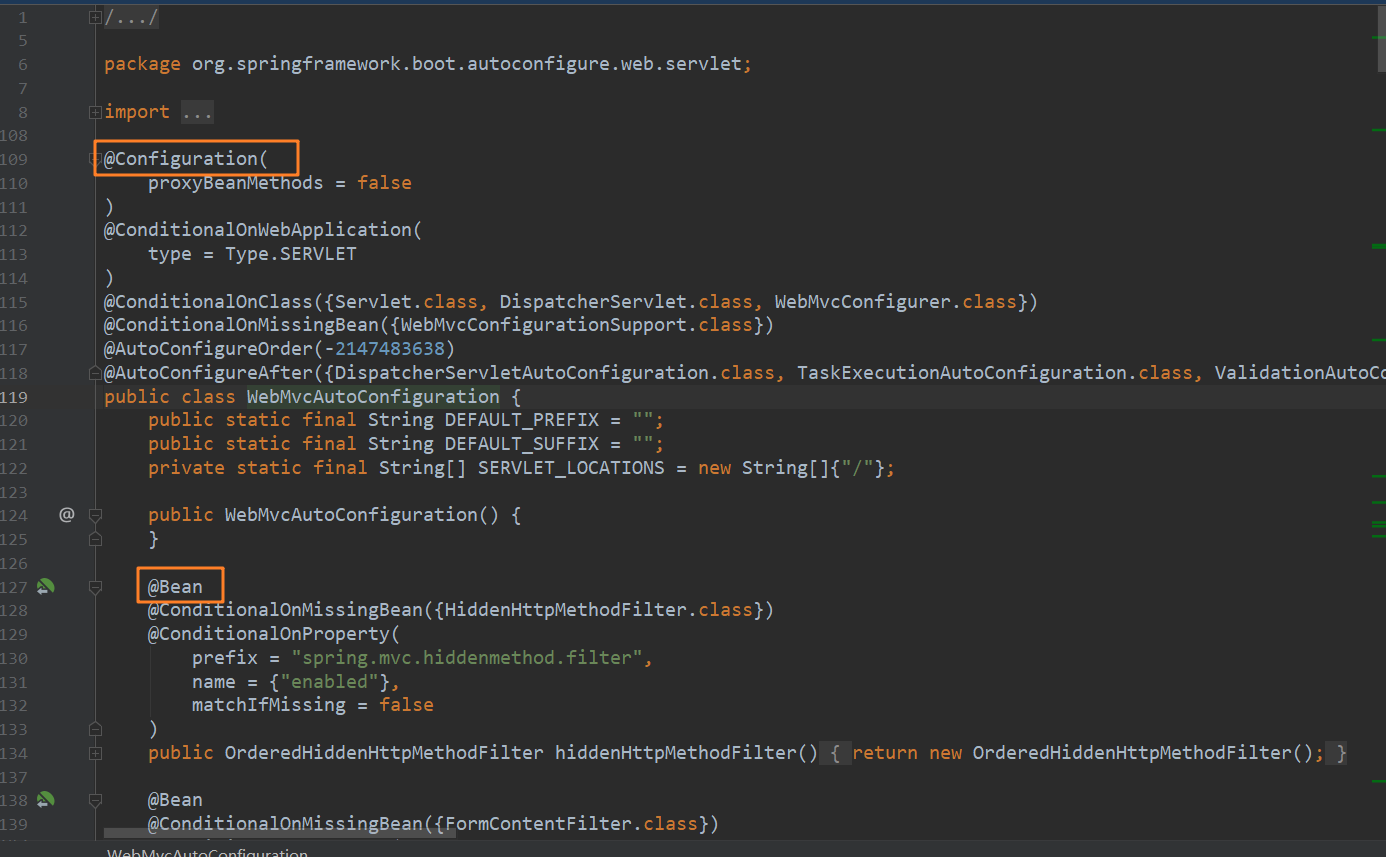 1 /.../
5
6 package org.springframework.boot.autoconfigure.web.servlet;
7
8 import ...
108
109 @Configuration(
110     proxyBeanMethods = false
111 )
112 @ConditionalOnWebApplication(
113     type = Type.SERVLET
114 )
115 @ConditionalOnClass({Servlet.class, DispatcherServlet.class, WebMvcConfigurer.class})
116 @ConditionalOnMissingBean({WebMvcConfigurationSupport.class})
117 @AutoConfigureOrder(-2147483638)
118 @AutoConfigureAfter({DispatcherServletAutoConfiguration.class, TaskExecutionAutoConfiguration.class, ValidationAutoCo
119 public class WebMvcAutoConfiguration {
120     public static final String DEFAULT_PREFIX = "";
121     public static final String DEFAULT_SUFFIX = "";
122     private static final String[] SERVLET_LOCATIONS = new String[]{"/"};
123
124 @   public WebMvcAutoConfiguration() {
125     }
126
127     @Bean
128     @ConditionalOnMissingBean({HiddenHttpMethodFilter.class})
129     @ConditionalOnProperty(
130         prefix = "spring.mvc.hiddenmethod.filter",
131         name = {"enabled"},
132         matchIfMissing = false
133     )
134     public OrderedHiddenHttpMethodFilter hiddenHttpMethodFilter() { return new OrderedHiddenHttpMethodFilter(); }
137
138     @Bean
139     @ConditionalOnMissingBean({FormContentFilter.class})
WebMvcAutoConfiguration